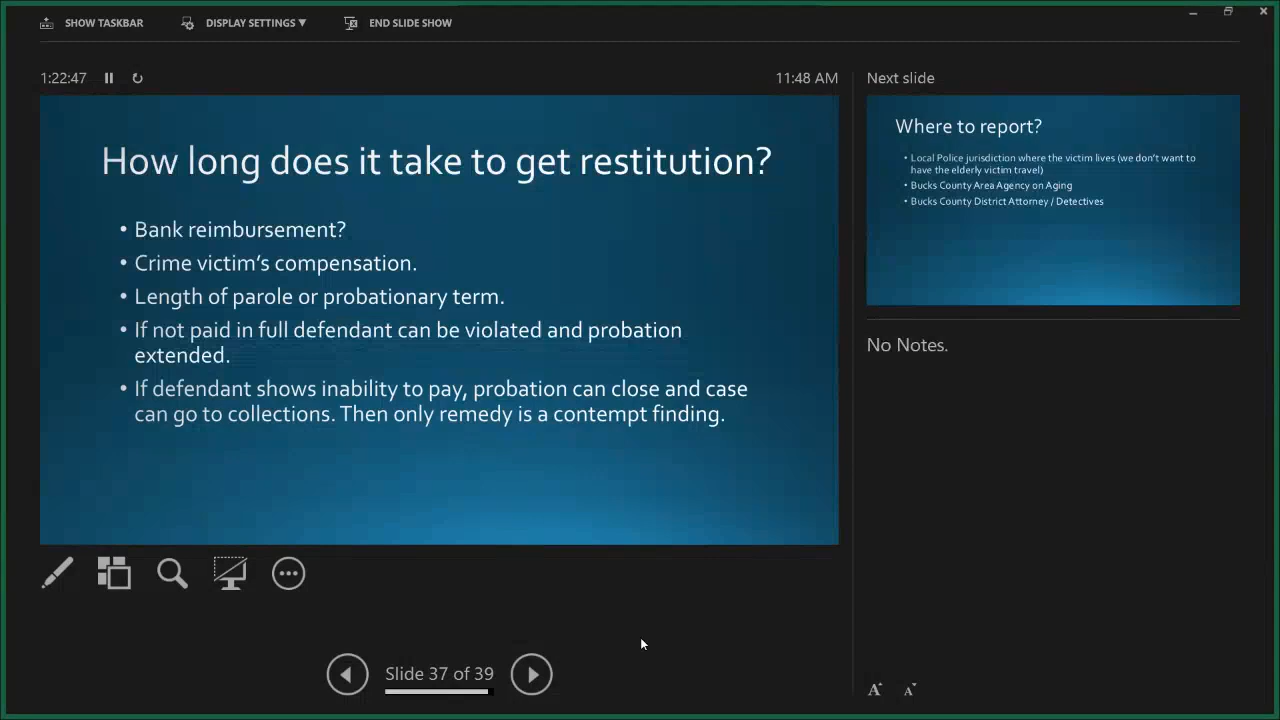 SHOW TASKBAR
DISPLAY SETTINGS ▼
END SLIDE SHOW
1:22:47
11:48 AM
How long does it take to get restitution?
• Bank reimbursement?
• Crime victim's compensation.
• Length of parole or probationary term.
• If not paid in full defendant can be violated and probation
extended.
• If defendant shows inability to pay, probation can close and case
can go to collections. Then only remedy is a contempt finding.
Slide 37 of 39
Next slide
Where to report?
• Local Police jurisdiction where the victim lives (we don't want to
have the elderly victim travel)
• Bucks County Area Agency on Aging
• Bucks County District Attorney / Detectives
No Notes.
A A